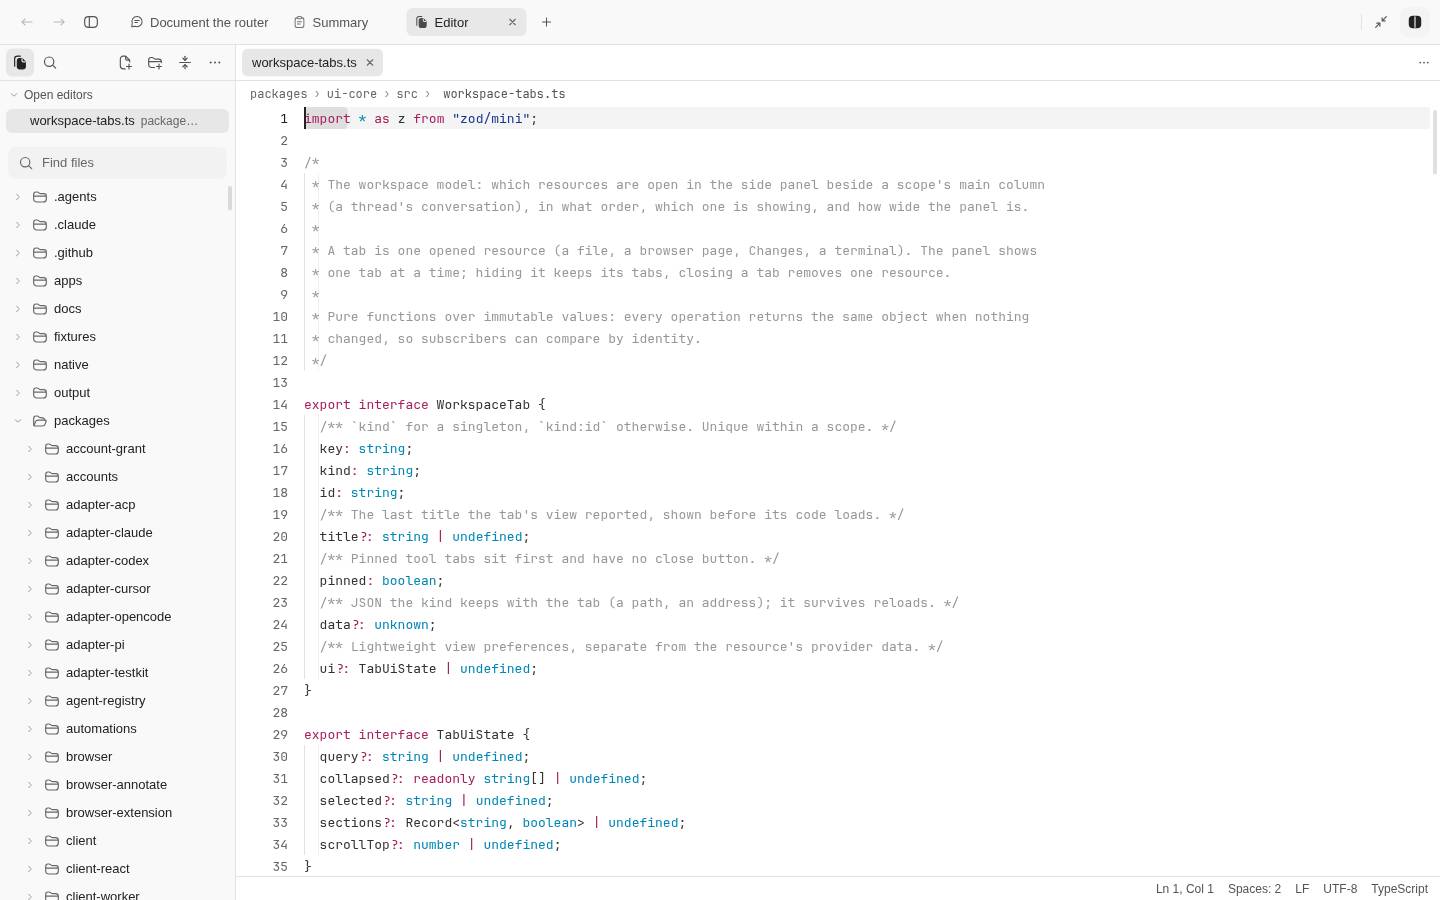 Document the router
Summary
Editor
workspace-tabs.ts
Open editors
workspace-tabs.ts package…
Find files
.agents
.claude
.github
apps
docs
fixtures
native
output
packages
account-grant
accounts
adapter-acp
adapter-claude
adapter-codex
adapter-cursor
adapter-opencode
adapter-pi
adapter-testkit
agent-registry
automations
browser
browser-annotate
browser-extension
client
client-react
client-worker
packages › ui-core › src › workspace-tabs.ts
1 import * as z from "zod/mini";
2
3 /*
4 * The workspace model: which resources are open in the side panel beside a scope's main column
5 * (a thread's conversation), in what order, which one is showing, and how wide the panel is.
6 *
7 * A tab is one opened resource (a file, a browser page, Changes, a terminal). The panel shows
8 * one tab at a time; hiding it keeps its tabs, closing a tab removes one resource.
9 *
10 * Pure functions over immutable values: every operation returns the same object when nothing
11 * changed, so subscribers can compare by identity.
12 */
13
14 export interface WorkspaceTab {
15 /** `kind` for a singleton, `kind:id` otherwise. Unique within a scope. */
16 key: string;
17 kind: string;
18 id: string;
19 /** The last title the tab's view reported, shown before its code loads. */
20 title?: string | undefined;
21 /** Pinned tool tabs sit first and have no close button. */
22 pinned: boolean;
23 /** JSON the kind keeps with the tab (a path, an address); it survives reloads. */
24 data?: unknown;
25 /** Lightweight view preferences, separate from the resource's provider data. */
26 ui?: TabUiState | undefined;
27 }
28
29 export interface TabUiState {
30 query?: string | undefined;
31 collapsed?: readonly string[] | undefined;
32 selected?: string | undefined;
33 sections?: Record<string, boolean> | undefined;
34 scrollTop?: number | undefined;
35 }
Ln 1, Col 1 Spaces: 2 LF UTF-8 TypeScript